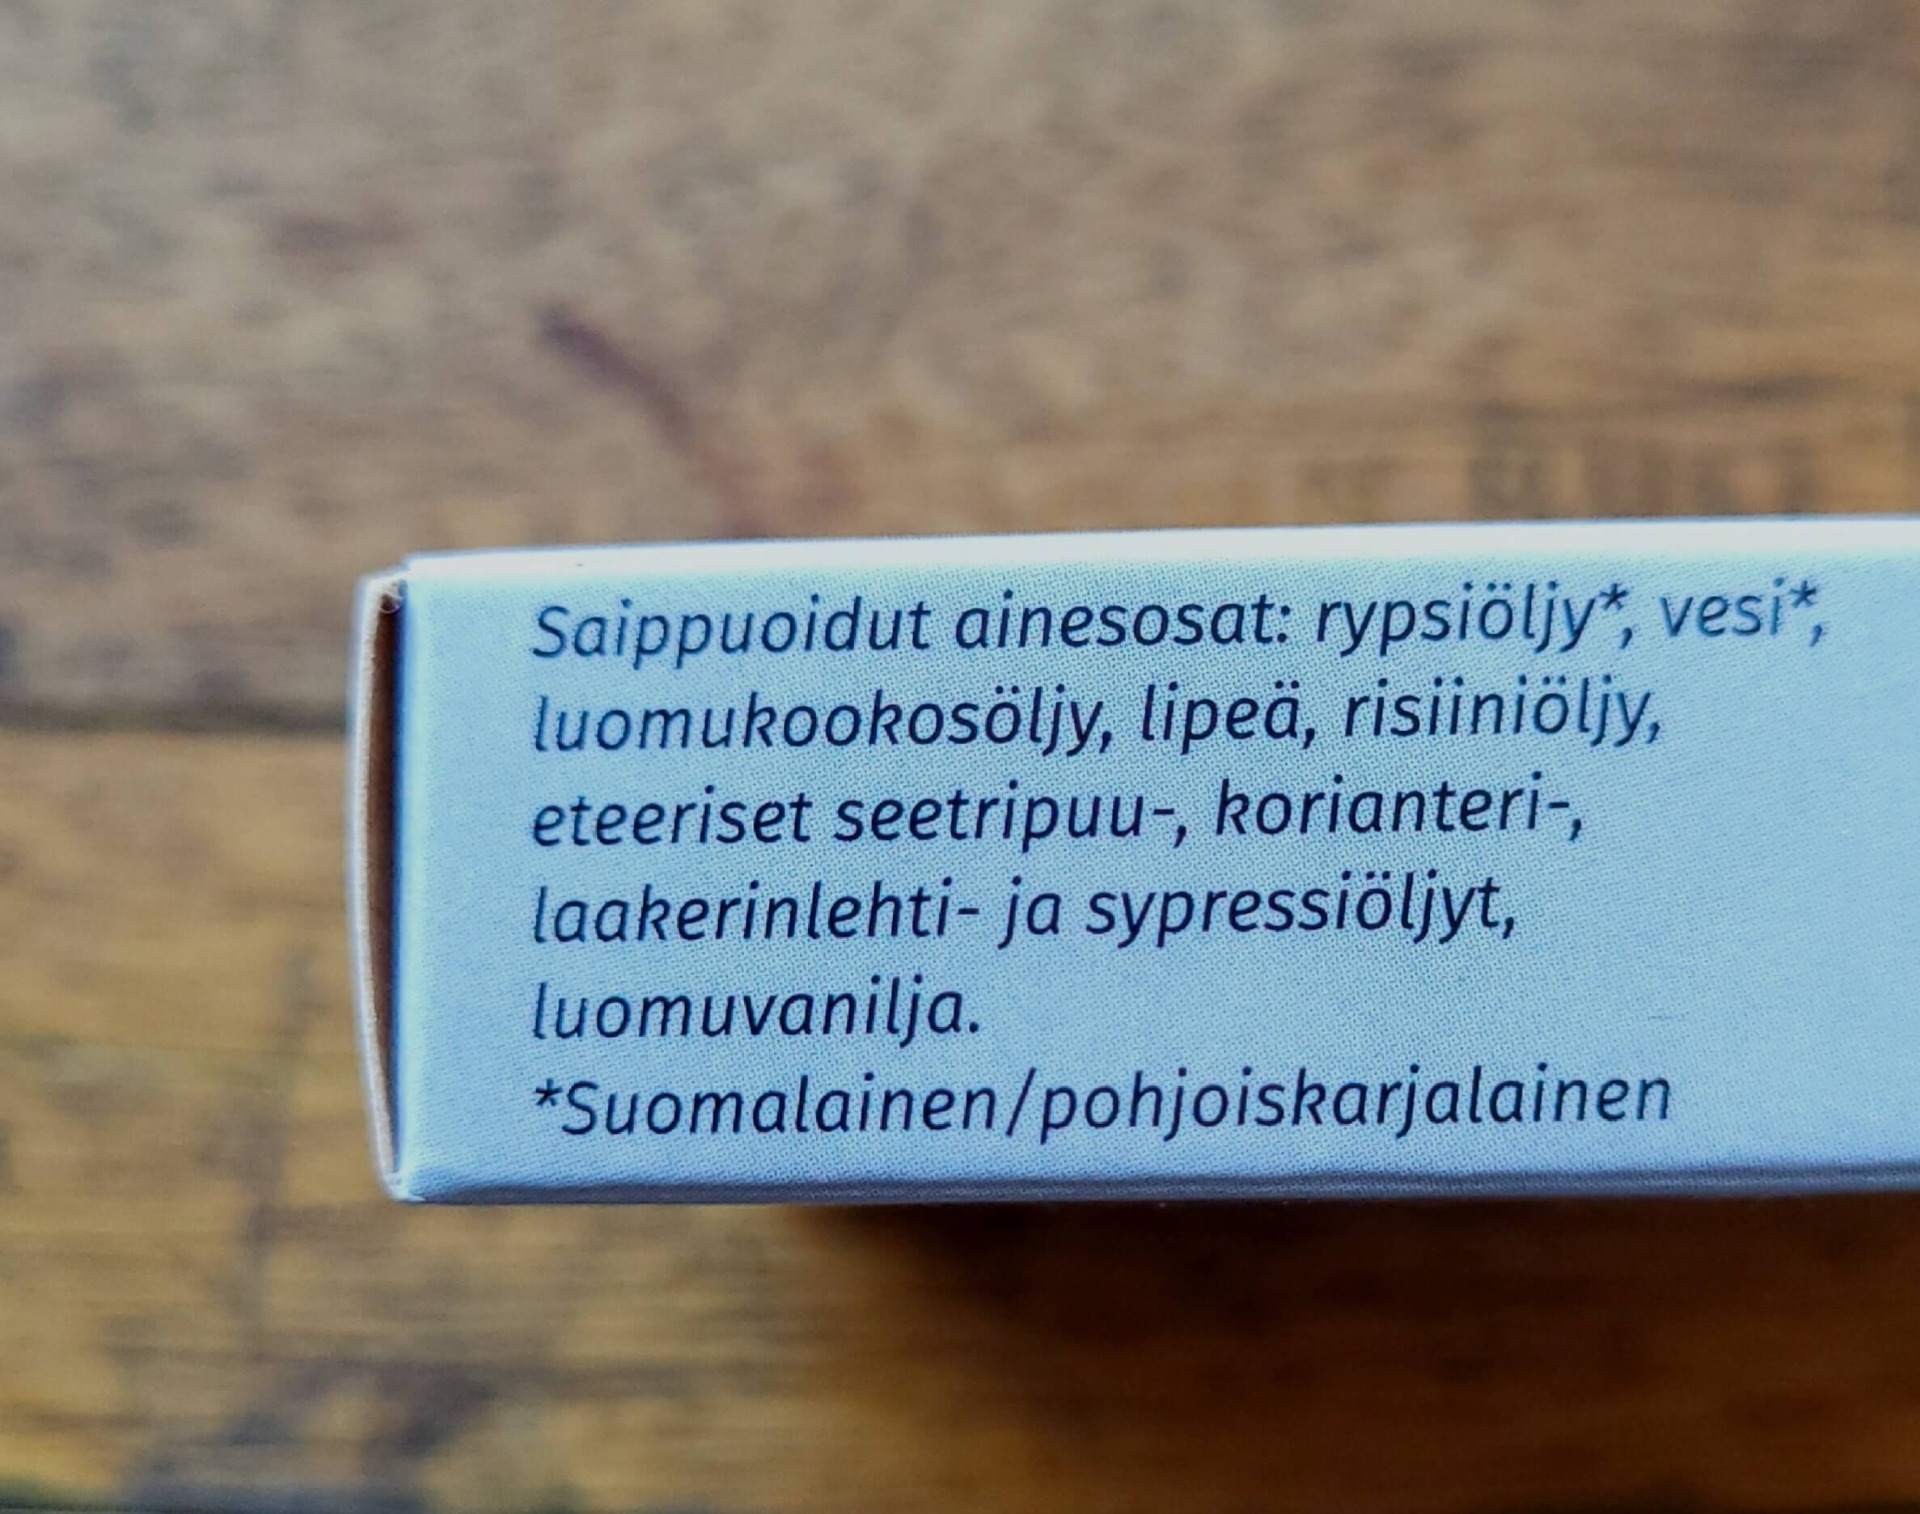 Saippuoidut ainesosat: rypsiöljy*, vesi*,
luomukookosöljy, lipeä, risiiniöljy,
eteeriset seetripuu-, korianteri-,
laakerinlehti- ja sypressiöljyt,
luomuvanilja.
*Suomalainen/pohjoiskarjalainen